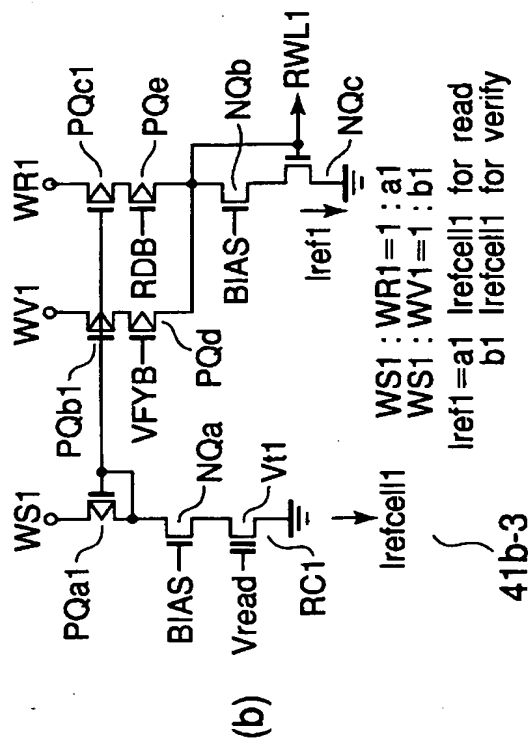 (b)
WS1
WV1
WR1
PQa1
PQb1
PQc1
VFYB
RDB
PQe
PQd
BIAS
NQa
BIAS
NQb
RWL1
Vread
Vt1
Iref1
NQc
RC1
Irefcell1
WS1 : WR1=1 : a1
WS1 : WV1=1 : b1
Iref1=a1 Irefcell1 for read
b1 Irefcell1 for verify
41b-3